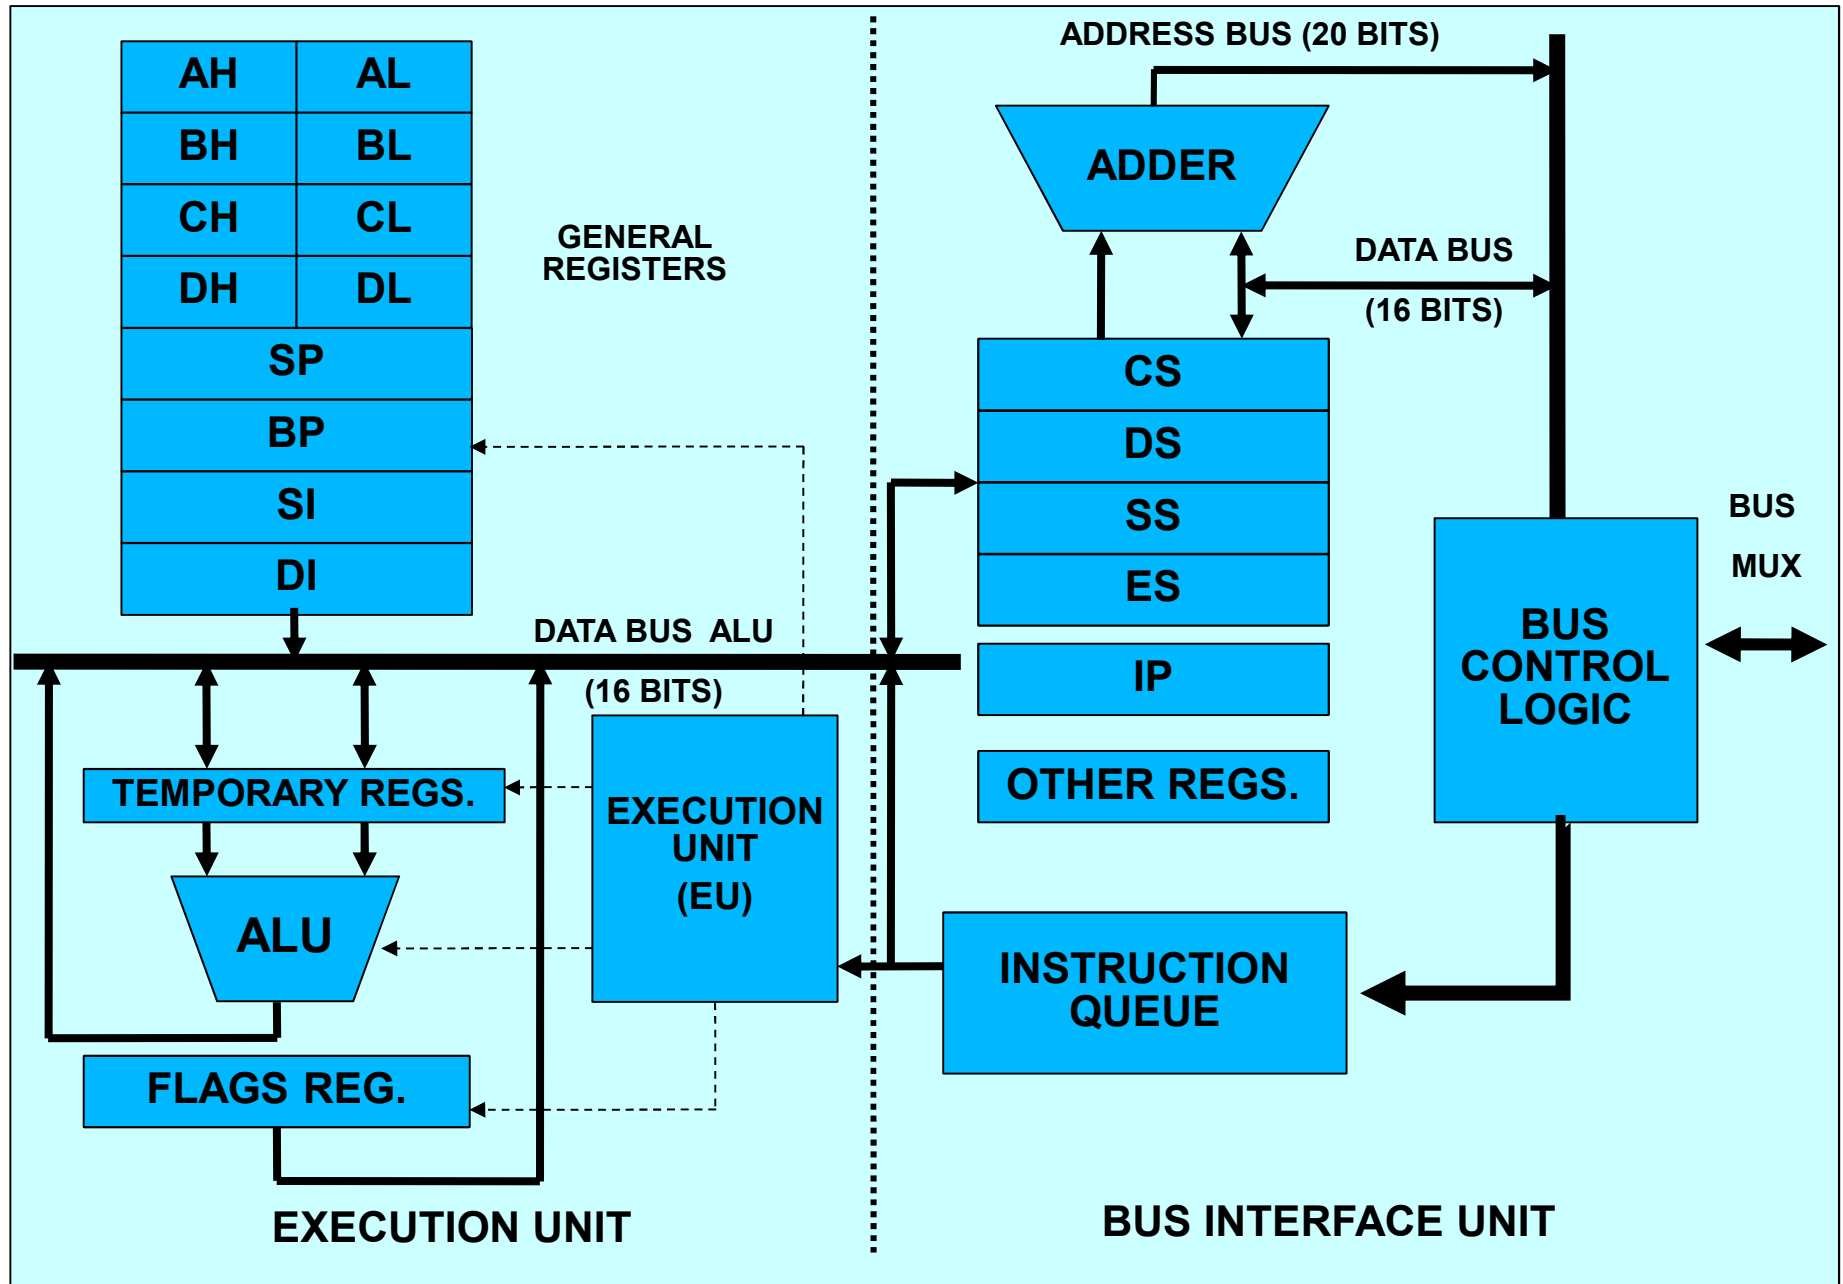 AH AL
BH BL
CH CL
DH DL
SP
BP
SI
DI
GENERAL
REGISTERS
DATA BUS ALU
(16 BITS)
TEMPORARY REGS.
ALU
FLAGS REG.
EXECUTION
UNIT
(EU)
EXECUTION UNIT
ADDRESS BUS (20 BITS)
ADDER
DATA BUS
(16 BITS)
CS
DS
SS
ES
IP
OTHER REGS.
BUS
CONTROL
LOGIC
BUS
MUX
INSTRUCTION
QUEUE
BUS INTERFACE UNIT